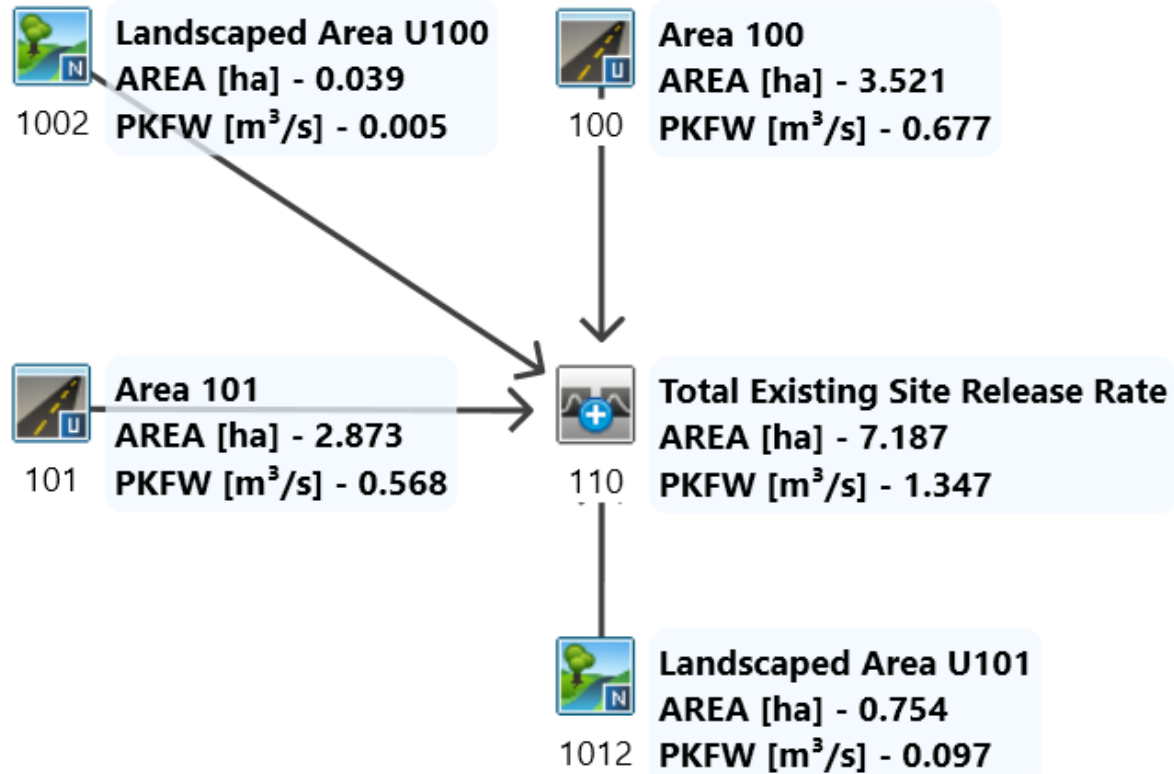 Landscaped Area U100
AREA [ha] - 0.039
PKFW [m³/s] - 0.005
N
1002
Area 100
AREA [ha] - 3.521
PKFW [m³/s] - 0.677
U
100
Area 101
AREA [ha] - 2.873
PKFW [m³/s] - 0.568
U
101
Total Existing Site Release Rate
AREA [ha] - 7.187
PKFW [m³/s] - 1.347
110
Landscaped Area U101
AREA [ha] - 0.754
PKFW [m³/s] - 0.097
N
1012